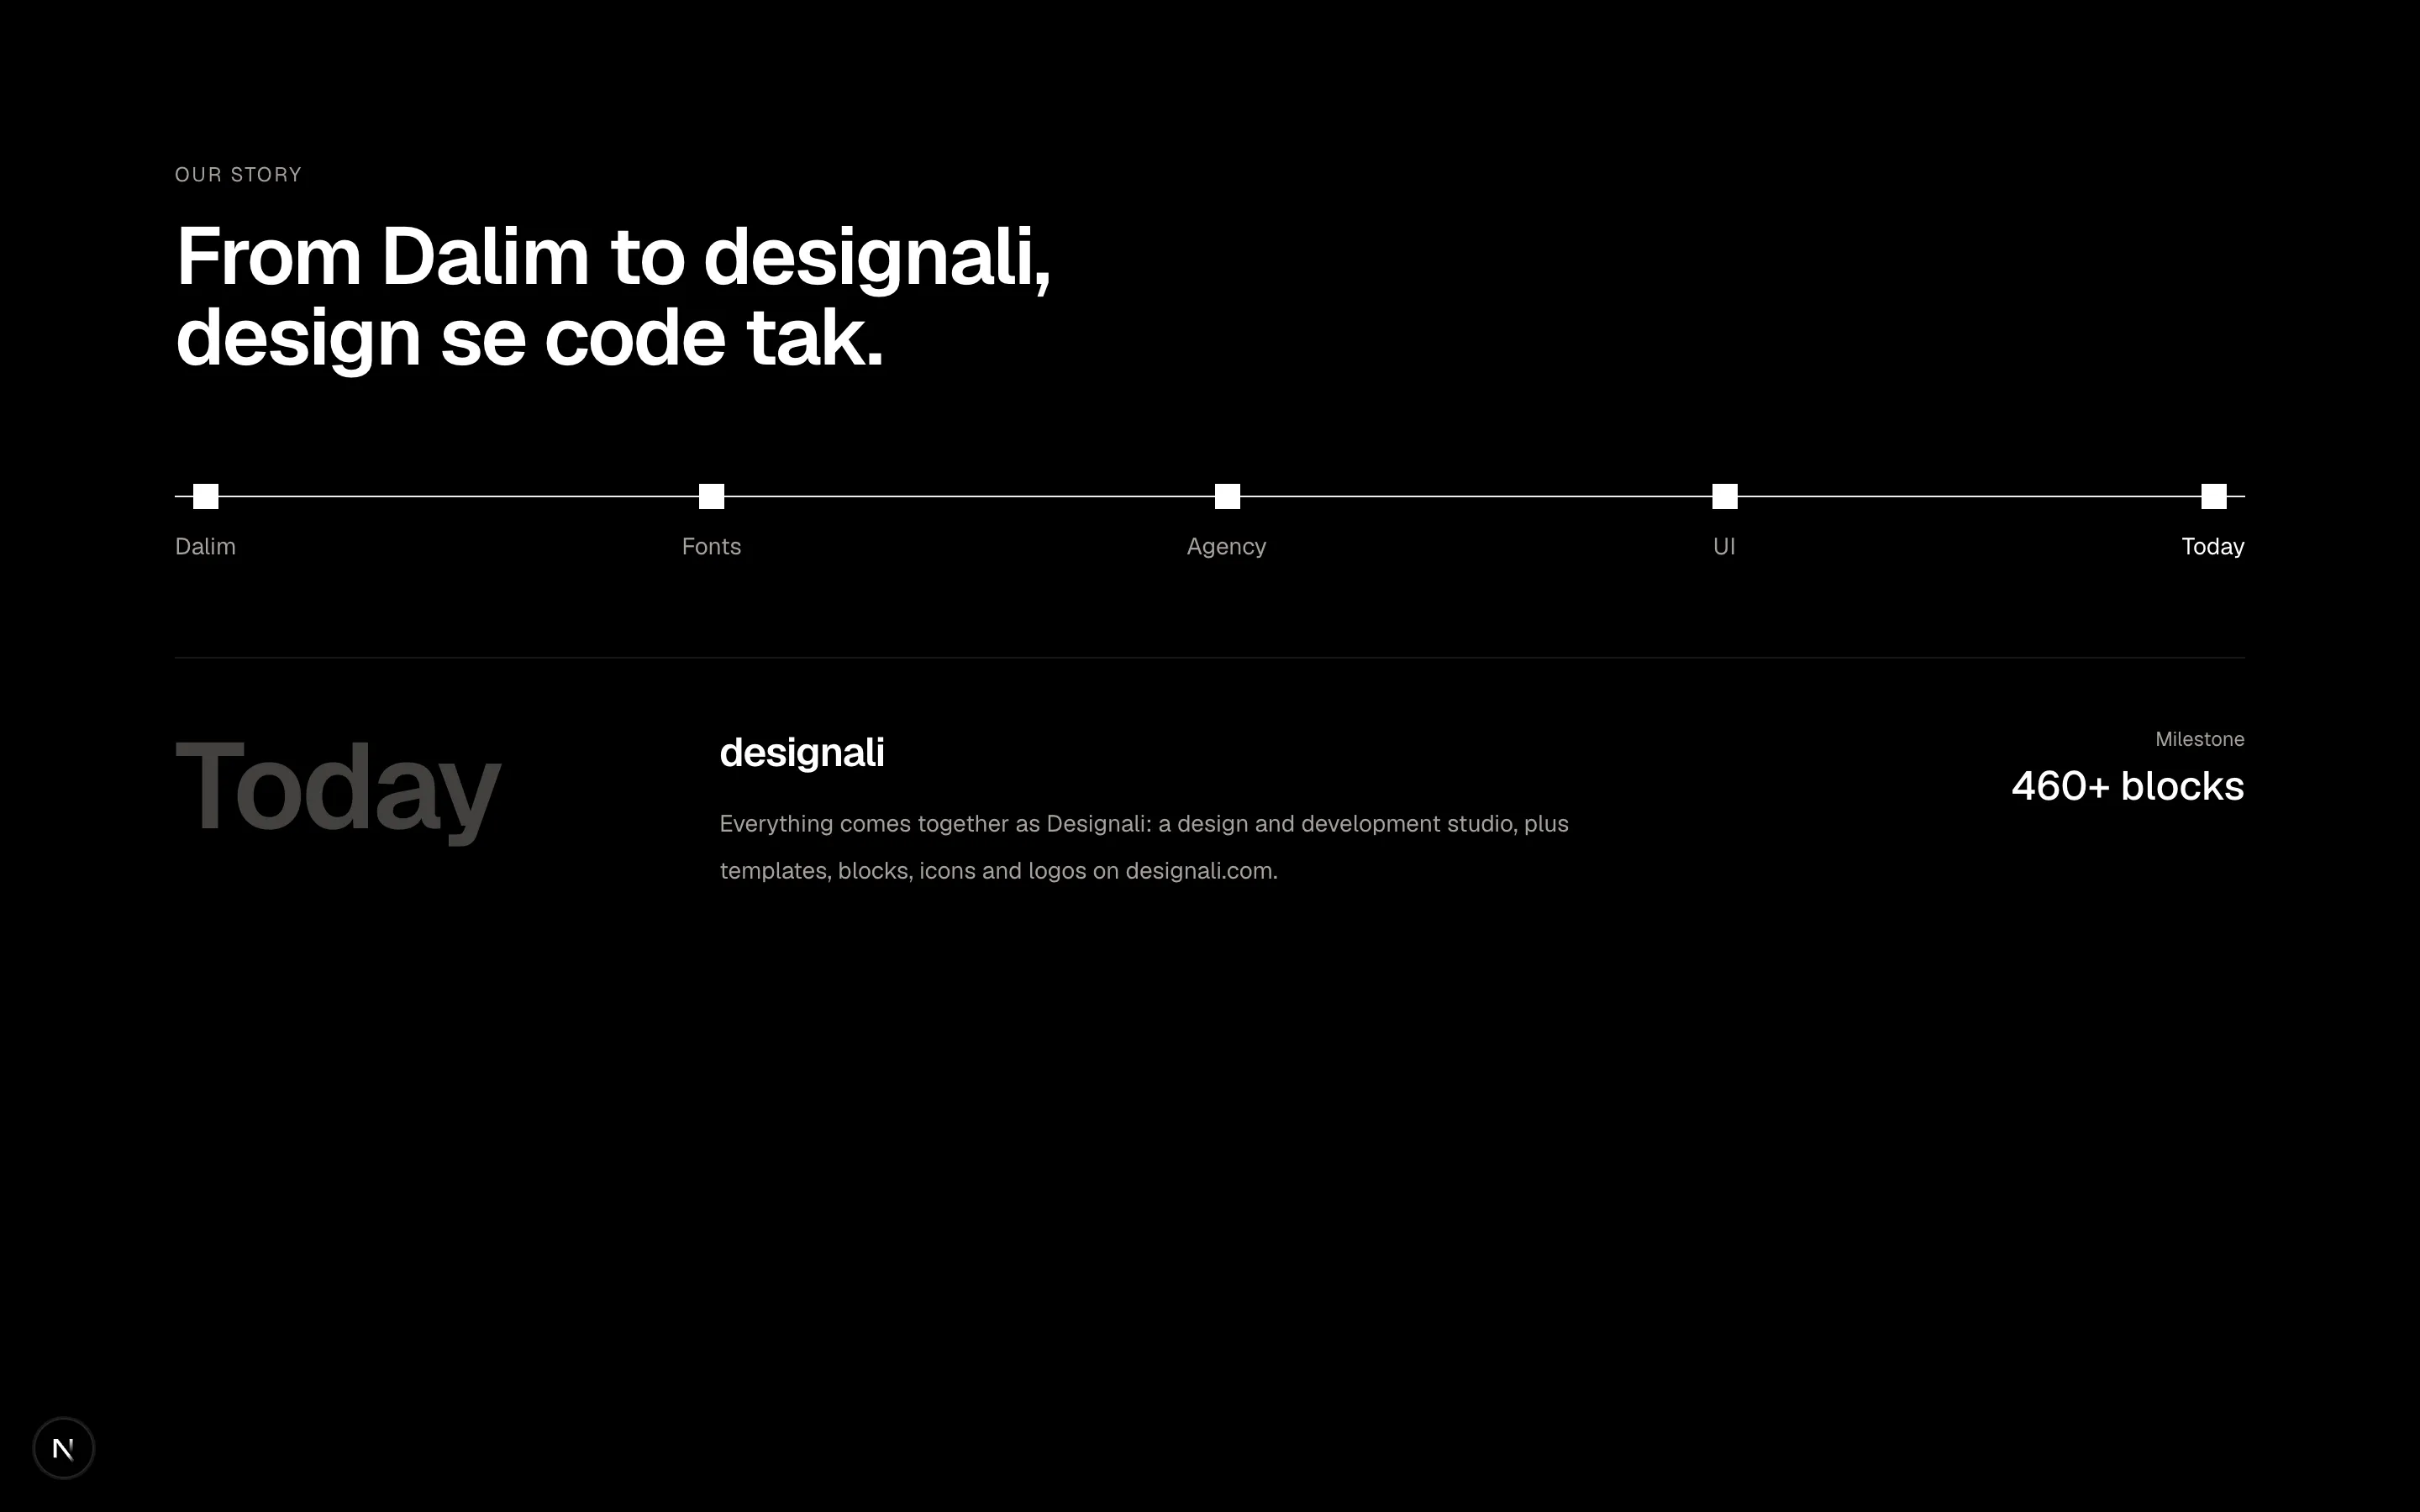 OUR STORY
From Dalim to designali,
design se code tak.
Dalim
Fonts
Agency
UI
Today
Today
designali
Everything comes together as Designali: a design and development studio, plus
templates, blocks, icons and logos on designali.com.
Milestone
460+ blocks
N